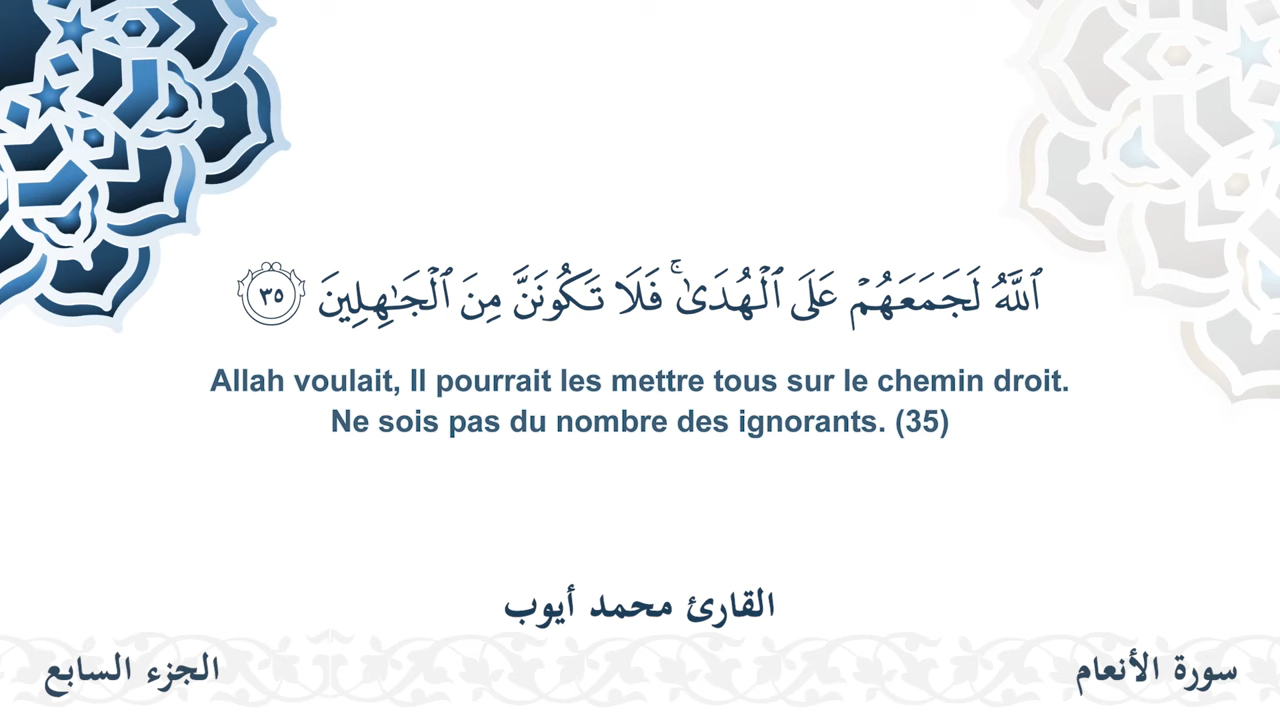 ٱللَّهُ لَجَمَعَهُمۡ عَلَى ٱلۡهُدَىٰۚ فَلَا تَكُونَنَّ مِنَ ٱلۡجَٰهِلِينَ ٣٥
Allah voulait, Il pourrait les mettre tous sur le chemin droit.
Ne sois pas du nombre des ignorants. (35)
القارئ محمد أيوب
سورة الأنعام
الجزء السابع